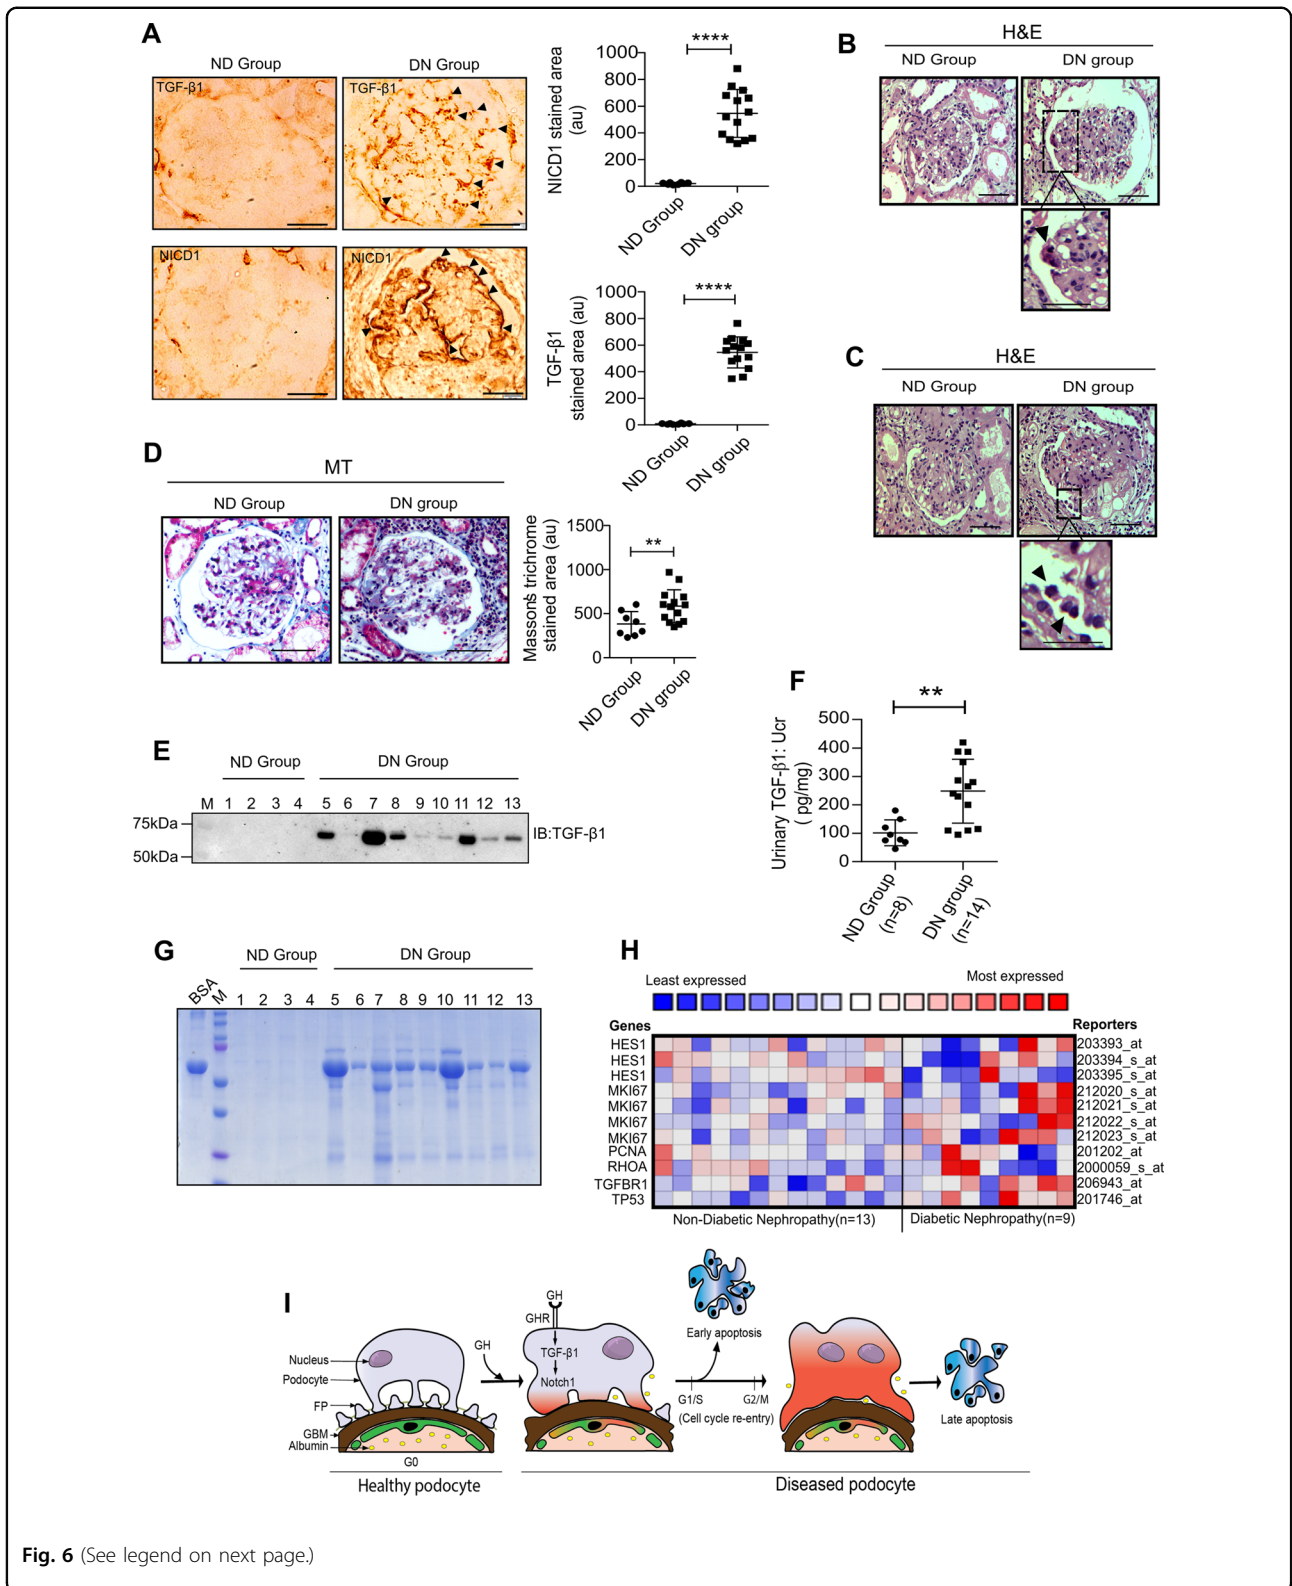 A
ND Group
DN Group
TGF-β1
TGF-β1
NICD1
NICD1
NICD1 stained area
(au)
1000
800
600
400
200
0
****
ND Group
DN group
TGF-β1
stained area (au)
1000
800
600
400
200
0
****
ND Group
DN group
B
H&E
ND Group
DN group
C
H&E
ND Group
DN group
D
MT
ND Group
DN group
Masson's trichrome
stained area (au)
1500
1000
500
0
**
ND Group
DN group
E
ND Group
DN Group
M 1 2 3 4 5 6 7 8 9 10 11 12 13
75kDa
50kDa
IB:TGF-β1
F
Urinary TGF-β1: Ucr
( pg/mg)
500
400
300
200
100
0
**
ND Group
(n=8)
DN group
(n=14)
G
ND Group
DN Group
BSA M 1 2 3 4 5 6 7 8 9 10 11 12 13
H
Least expressed
Most expressed
Genes
Reporters
HES1 203393_at
HES1 203394_s_at
HES1 203395_s_at
MKI67 212020_s_at
MKI67 212021_s_at
MKI67 212022_s_at
MKI67 212023_s_at
PCNA 201202_at
RHOA 2000059_s_at
TGFBR1 206943_at
TP53 201746_at
Non-Diabetic Nephropathy(n=13)
Diabetic Nephropathy(n=9)
I
Nucleus
Podocyte
FP
GBM
Albumin
G0
Healthy podocyte
GH
GH
GHR
TGF-β1
Notch1
Early apoptosis
G1/S
G2/M
(Cell cycle re-entry)
Late apoptosis
Diseased podocyte
Fig. 6 (See legend on next page.)